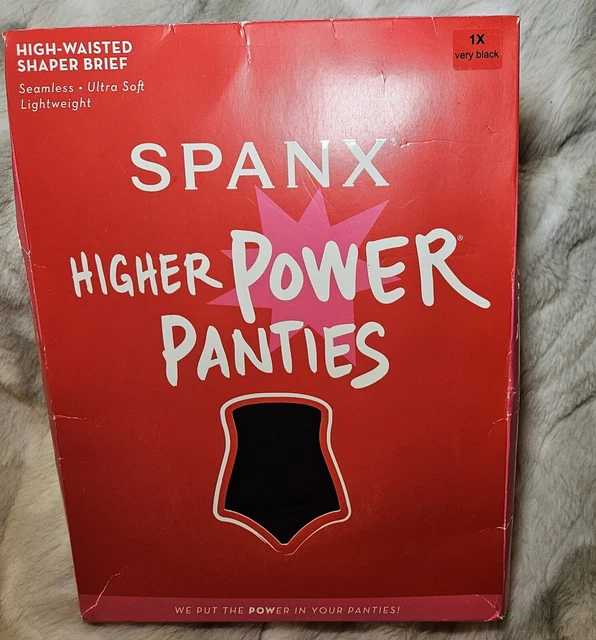 HIGH-WAISTED
SHAPER BRIEF
Seamless • Ultra Soft
Lightweight
1X
very black
SPANX®
HIGHER POWER®
PANTIES
WE PUT THE POWER IN YOUR PANTIES!